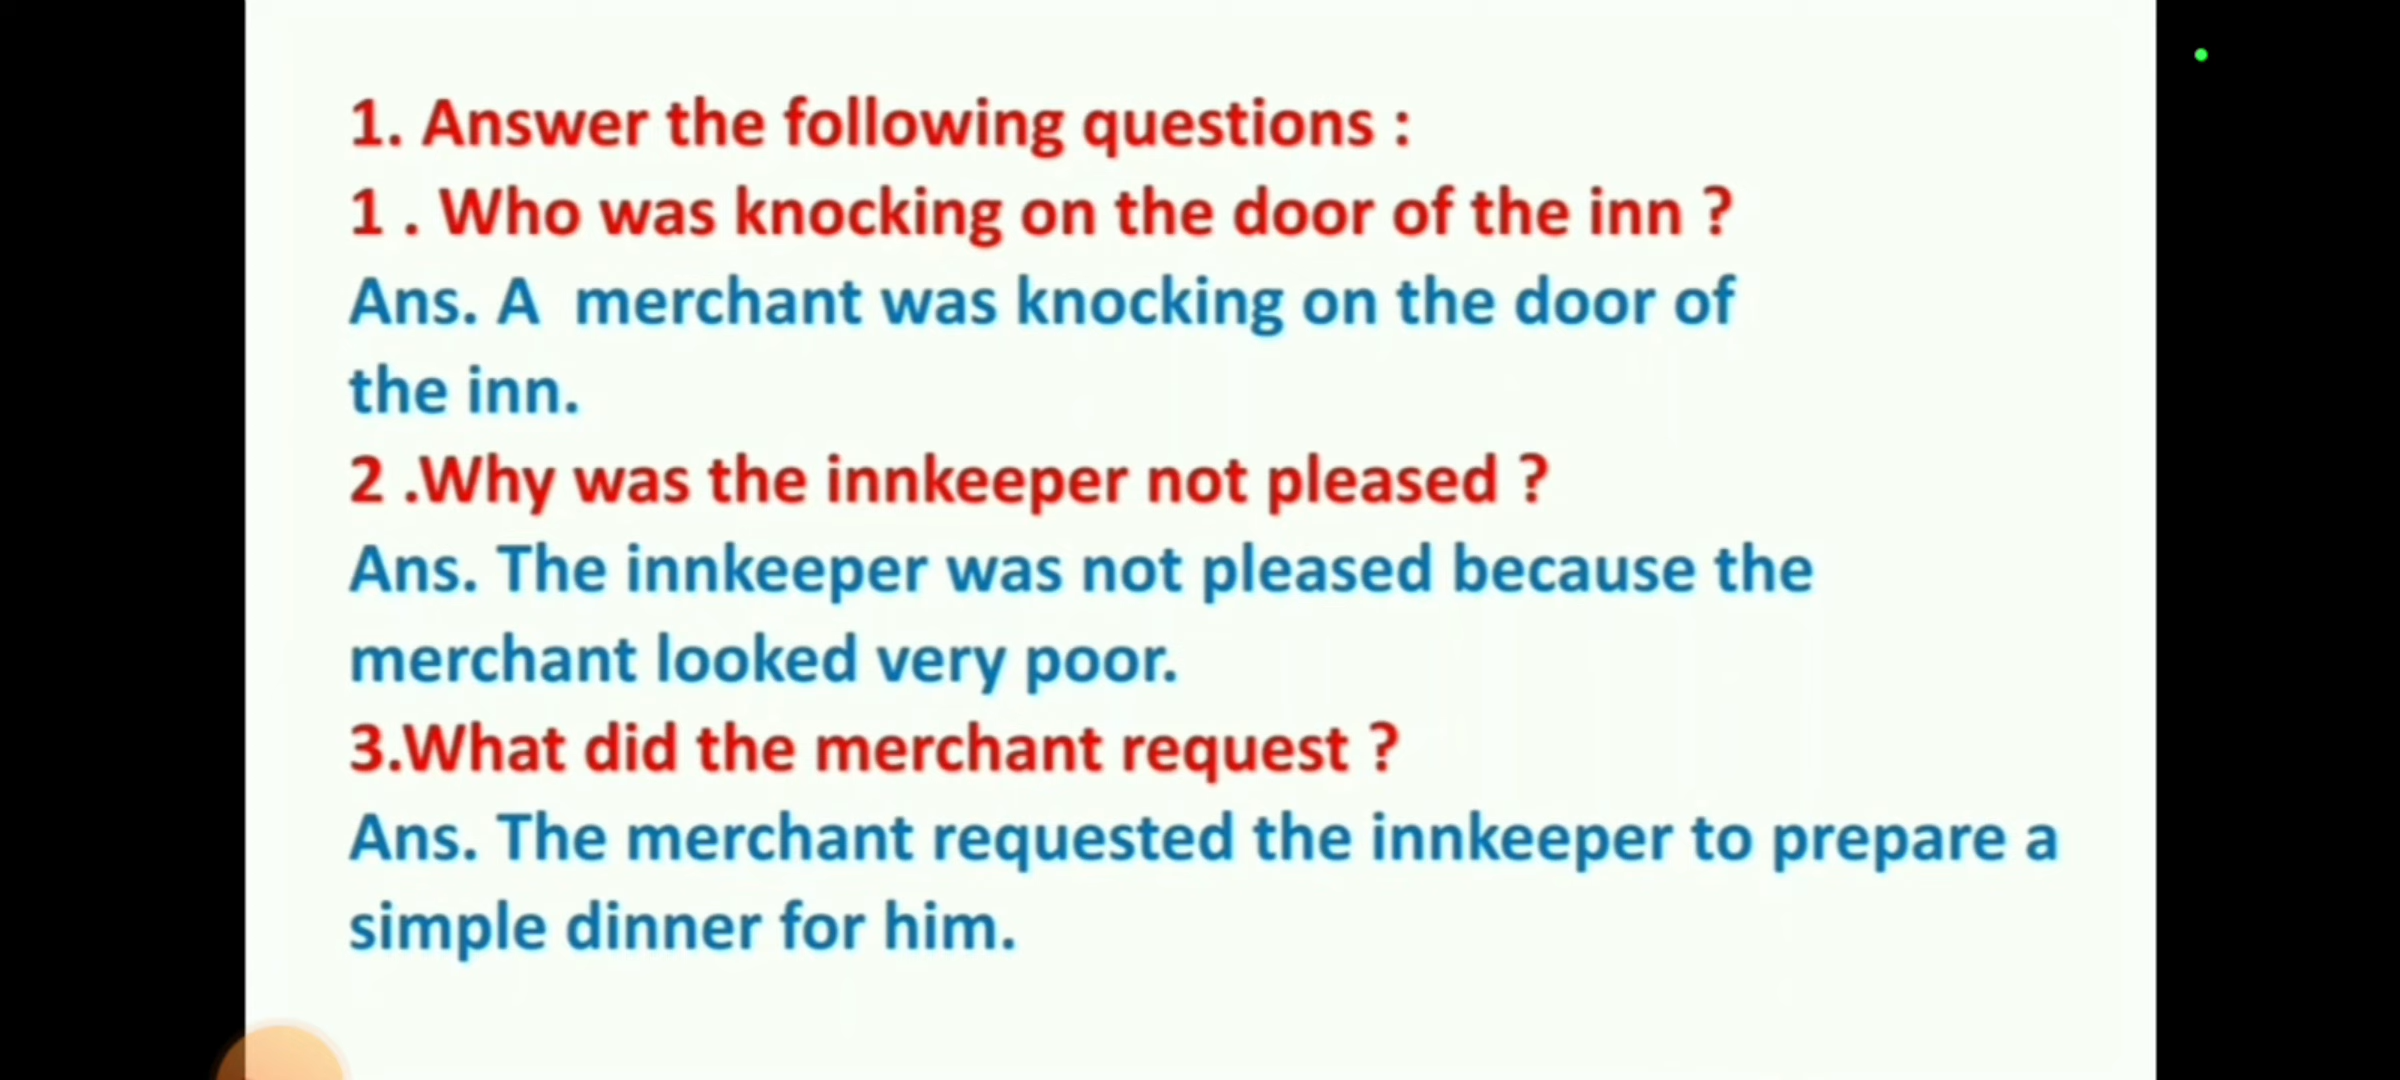 1. Answer the following questions :
1 . Who was knocking on the door of the inn ?
Ans. A  merchant was knocking on the door of
the inn.
2 .Why was the innkeeper not pleased ?
Ans. The innkeeper was not pleased because the
merchant looked very poor.
3.What did the merchant request ?
Ans. The merchant requested the innkeeper to prepare a
simple dinner for him.